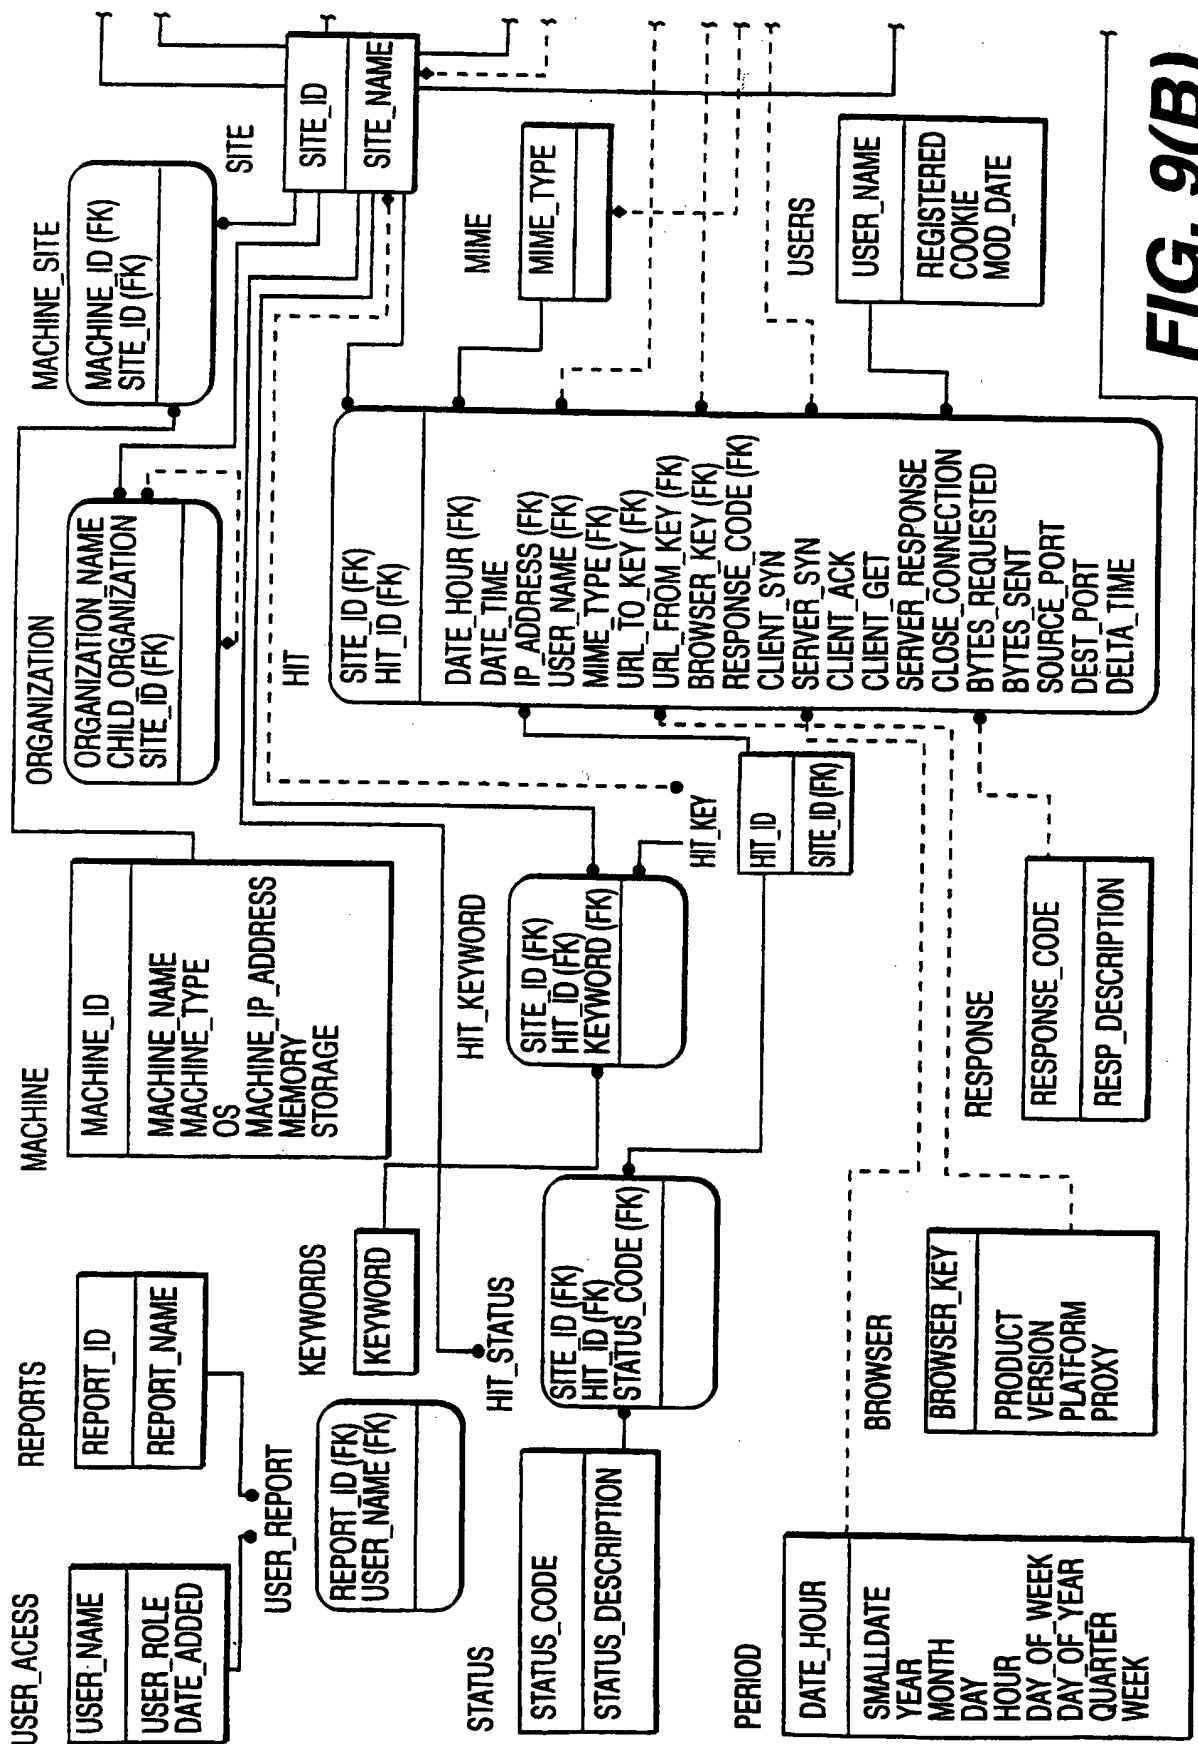 USER_ACESS
USER_NAME
USER_ROLE
DATE_ADDED
REPORTS
REPORT_ID
REPORT_NAME
USER_REPORT
REPORT_ID (FK)
USER_NAME (FK)
MACHINE
MACHINE_ID
MACHINE_NAME
MACHINE_TYPE
OS
MACHINE_IP_ADDRESS
MEMORY
STORAGE
ORGANIZATION
ORGANIZATION_NAME
CHILD_ORGANIZATION
SITE_ID (FK)
MACHINE_SITE
MACHINE_ID (FK)
SITE_ID (FK)
SITE
SITE_ID
SITE_NAME
KEYWORDS
KEYWORD
HIT_KEYWORD
SITE_ID (FK)
HIT_ID (FK)
KEYWORD (FK)
STATUS
STATUS_CODE
STATUS_DESCRIPTION
HIT_STATUS
SITE_ID (FK)
HIT_ID (FK)
STATUS_CODE (FK)
HIT_KEY
HIT_ID
SITE_ID (FK)
HIT
SITE_ID (FK)
HIT_ID (FK)
DATE_HOUR (FK)
DATE_TIME
IP_ADDRESS (FK)
USER_NAME (FK)
MIME_TYPE (FK)
URL_TO_KEY (FK)
URL_FROM_KEY (FK)
BROWSER_KEY (FK)
RESPONSE_CODE (FK)
CLIENT_SYN
SERVER_SYN
CLIENT_ACK
CLIENT_GET
SERVER_RESPONSE
CLOSE_CONNECTION
BYTES_REQUESTED
BYTES_SENT
SOURCE_PORT
DEST_PORT
DELTA_TIME
MIME
MIME_TYPE
USERS
USER_NAME
REGISTERED
COOKIE
MOD_DATE
PERIOD
DATE_HOUR
SMALLDATE
YEAR
MONTH
DAY
HOUR
DAY_OF_WEEK
DAY_OF_YEAR
QUARTER
WEEK
BROWSER
BROWSER_KEY
PRODUCT
VERSION
PLATFORM
PROXY
RESPONSE
RESPONSE_CODE
RESP_DESCRIPTION
FIG. 9(B)